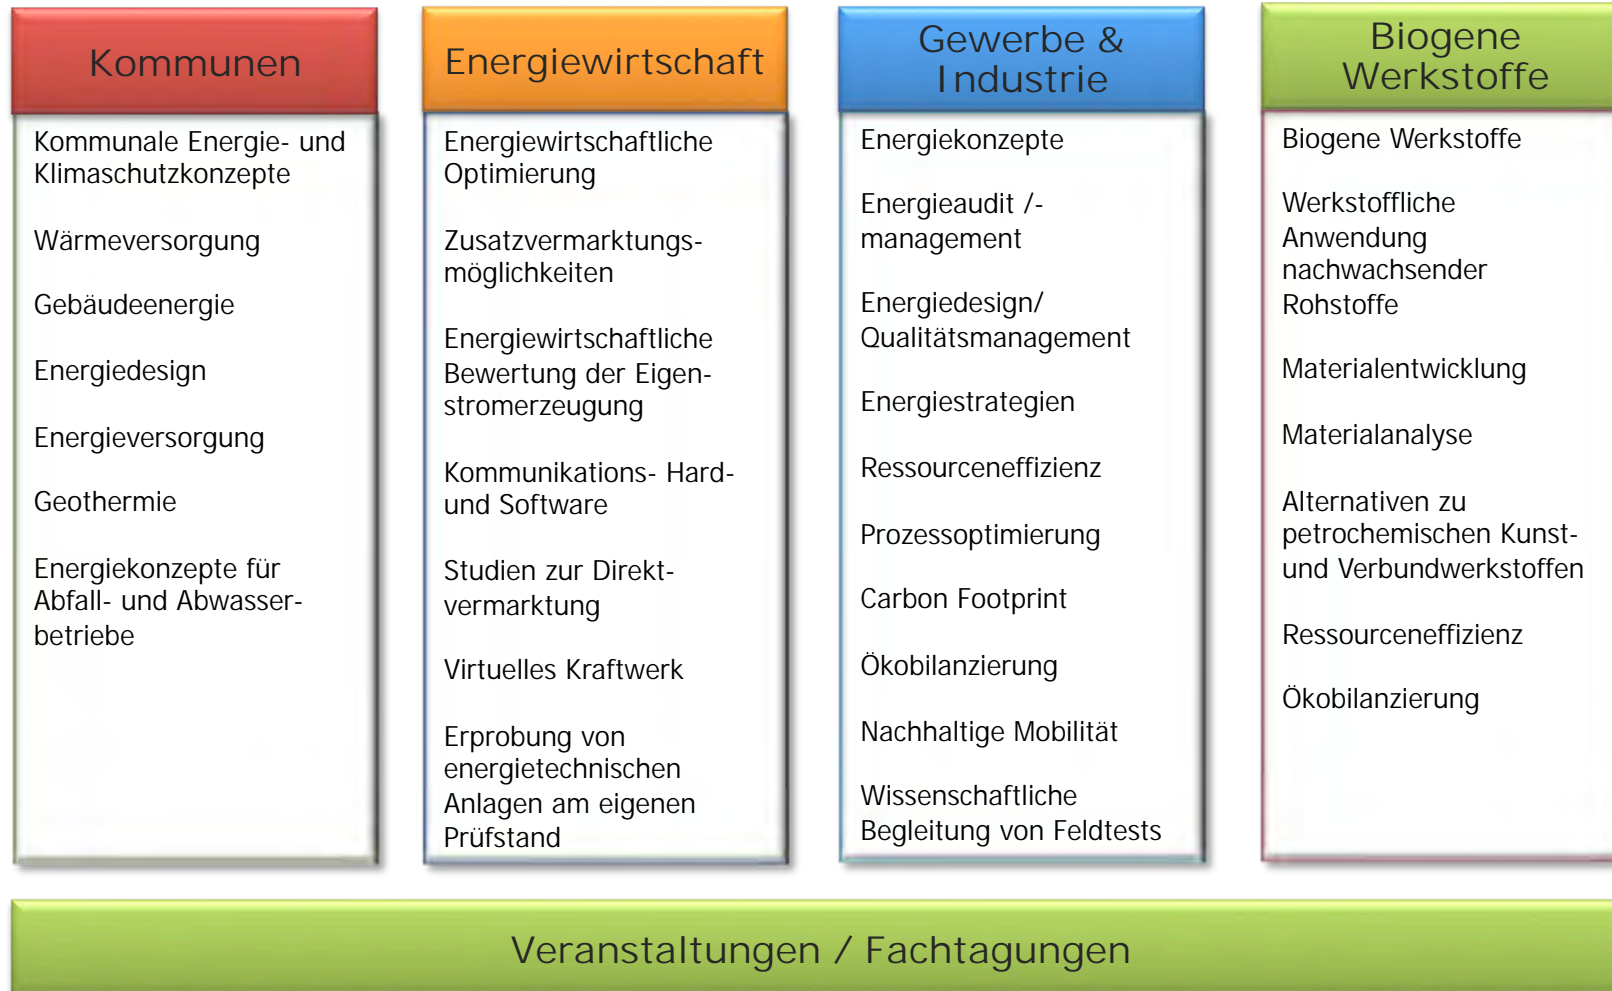 Kommunen
Kommunale Energie- und
Klimaschutzkonzepte
Wärmeversorgung
Gebäudeenergie
Energiedesign
Energieversorgung
Geothermie
Energiekonzepte für
Abfall- und Abwasser-
betriebe
Energiewirtschaft
Energiewirtschaftliche
Optimierung
Zusatzvermarktungs-
möglichkeiten
Energiewirtschaftliche
Bewertung der Eigen-
stromerzeugung
Kommunikations- Hard-
und Software
Studien zur Direkt-
vermarktung
Virtuelles Kraftwerk
Erprobung von
energietechnischen
Anlagen am eigenen
Prüfstand
Gewerbe &
Industrie
Energiekonzepte
Energieaudit /-
management
Energiedesign/
Qualitätsmanagement
Energiestrategien
Ressourceneffizienz
Prozessoptimierung
Carbon Footprint
Ökobilanzierung
Nachhaltige Mobilität
Wissenschaftliche
Begleitung von Feldtests
Biogene
Werkstoffe
Biogene Werkstoffe
Werkstoffliche
Anwendung
nachwachsender
Rohstoffe
Materialentwicklung
Materialanalyse
Alternativen zu
petrochemischen Kunst-
und Verbundwerkstoffen
Ressourceneffizienz
Ökobilanzierung
Veranstaltungen / Fachtagungen